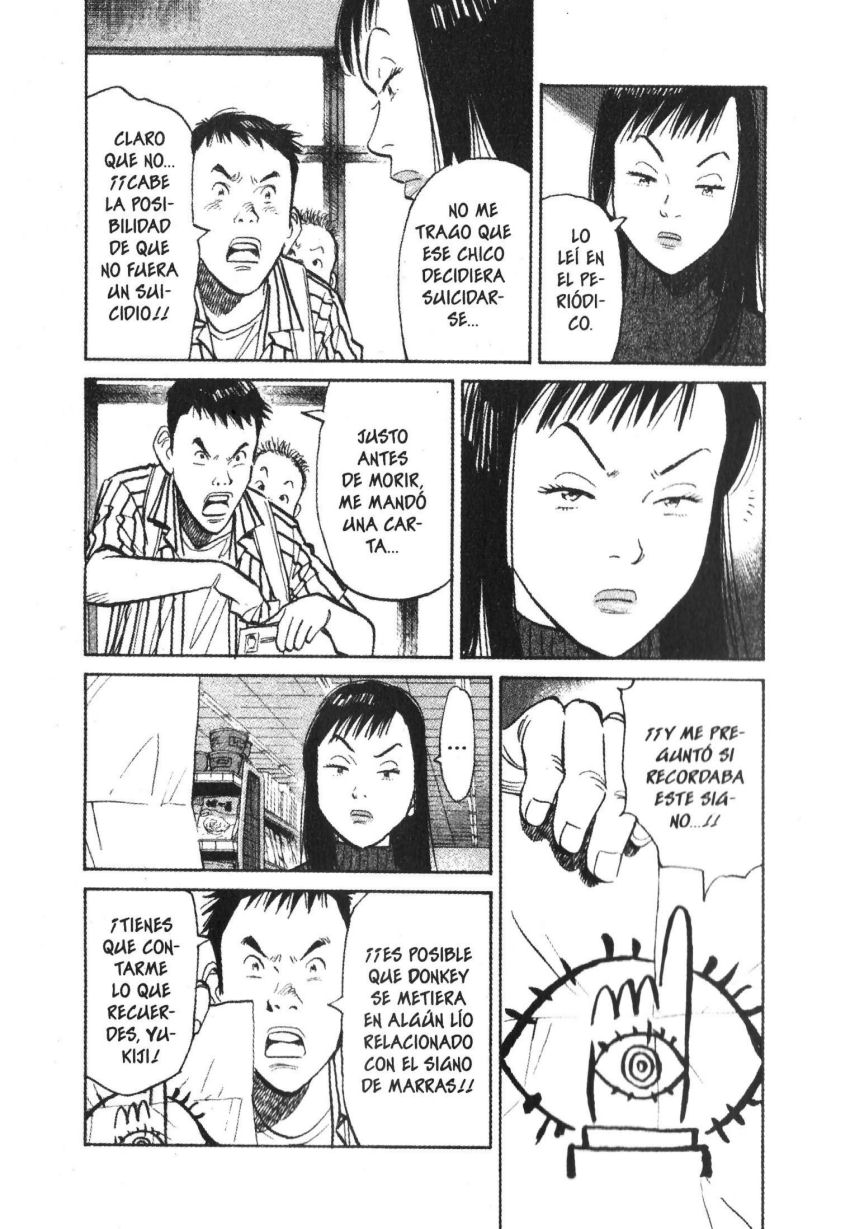 LO
LEÍ EN
EL PE-
RIÓDI-
CO.
NO ME
TRAGO QUE
ESE CHICO
DECIDIERA
SUICIDAR-
SE...
CLARO
QUE NO...
¡¡CABE
LA POSI-
BILIDAD
DE QUE
NO FUERA
UN SUI-
CIDIO!!
JUSTO
ANTES
DE MORIR,
ME MANDÓ
UNA CAR-
TA...
¡¡Y ME PRE-
GUNTÓ SI
RECORDABA
ESTE SIG-
NO...!!
...
¡¡ES POSIBLE
QUE DONKEY
SE METIERA
EN ALGÚN LÍO
RELACIONADO
CON EL SIGNO
DE MARRAS!!
¡TIENES
QUE CON-
TARME
LO QUE
RECUER-
DES, YU-
KIJI!